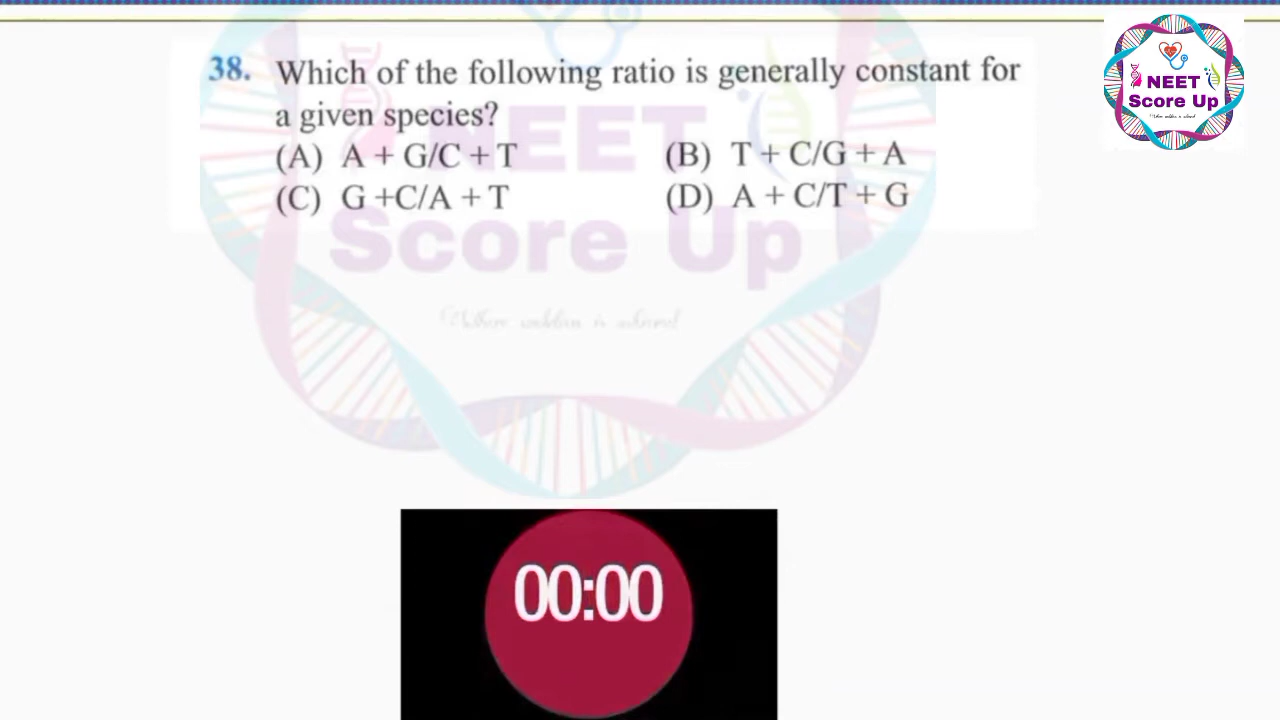 NEET
Score Up
38. Which of the following ratio is generally constant for
a given species?
(A) A + G/C + T (B) T + C/G + A
(C) G +C/A + T (D) A + C/T + G
NEET
Score Up
00:00